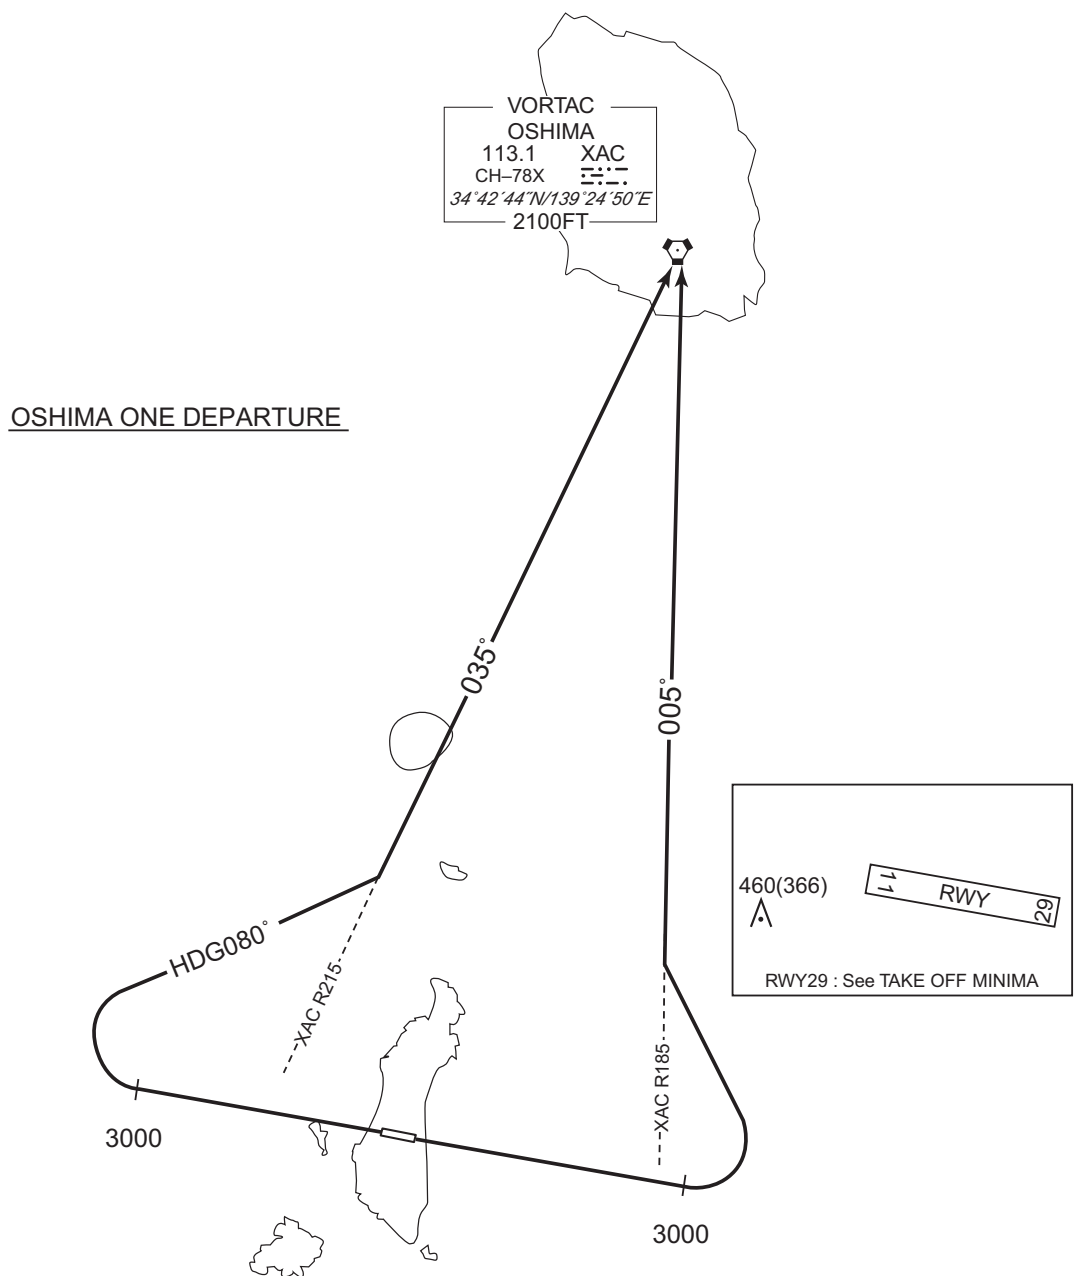 VORTAC
OSHIMA
113.1 XAC
CH–78X
34°42´44˝N/139°24´50˝E
2100FT
OSHIMA ONE DEPARTURE
035°
005°
460(366)
11 RWY 29
RWY29 : See TAKE OFF MINIMA
HDG080°
XAC R215
XAC R185
3000
3000